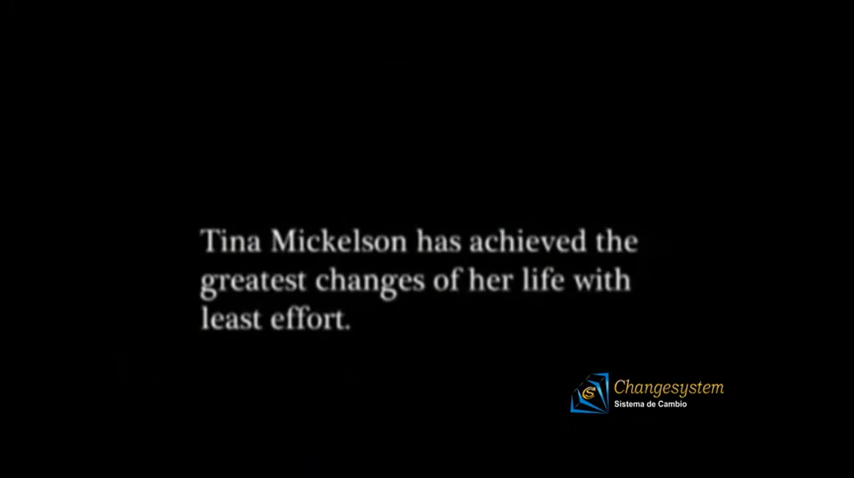 Tina Mickelson has achieved the
greatest changes of her life with
least effort.
Changesystem
Sistema de Cambio